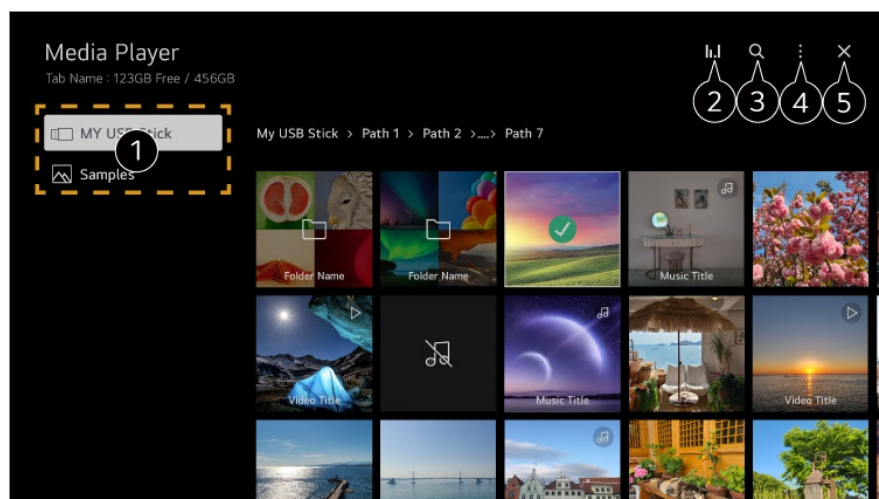 Media Player
Tab Name : 123GB Free / 456GB
2 3 4 5
MY USB Stick
1
Samples
My USB Stick > Path 1 > Path 2 >....> Path 7
Folder Name Folder Name Music Title
Video Title Music Title Video Title